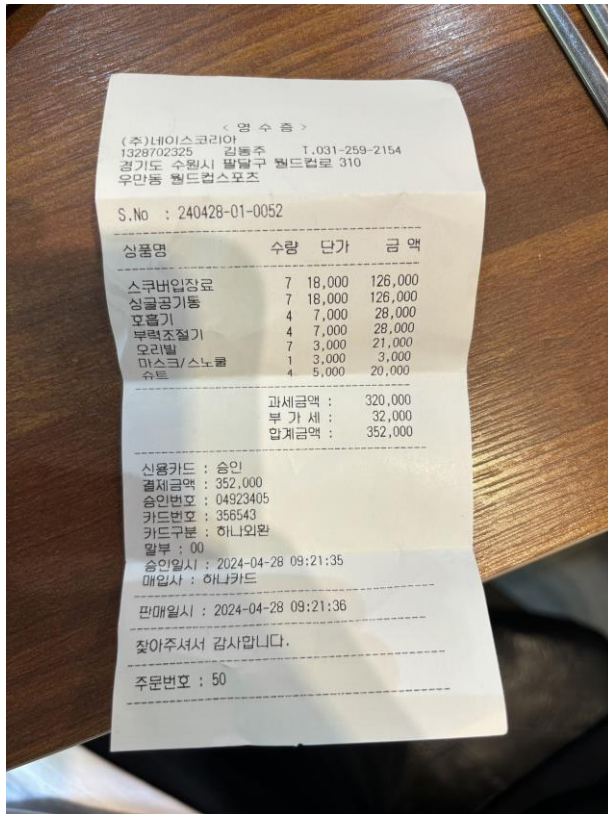 < 영 수 증 >
(주)네이스코리아
1328702325 김동주 T.031-259-2154
경기도 수원시 팔달구 월드컵로 310
우만동 월드컵스포츠
S.No : 240428-01-0052
상품명 수량 단가 금 액
스쿠버입장료 7 18,000 126,000
싱글공기통 7 18,000 126,000
호흡기 4 7,000 28,000
부력조절기 4 7,000 28,000
오리발 7 3,000 21,000
마스크/스노쿨 1 3,000 3,000
슈트 4 5,000 20,000
과세금액 : 320,000
부 가 세 : 32,000
합계금액 : 352,000
신용카드 : 승인
결제금액 : 352,000
승인번호 : 04923405
카드번호 : 356543
카드구분 : 하나외환
할부 : 00
승인일시 : 2024-04-28 09:21:35
매입사 : 하나카드
판매일시 : 2024-04-28 09:21:36
찾아주셔서 감사합니다.
주문번호 : 50